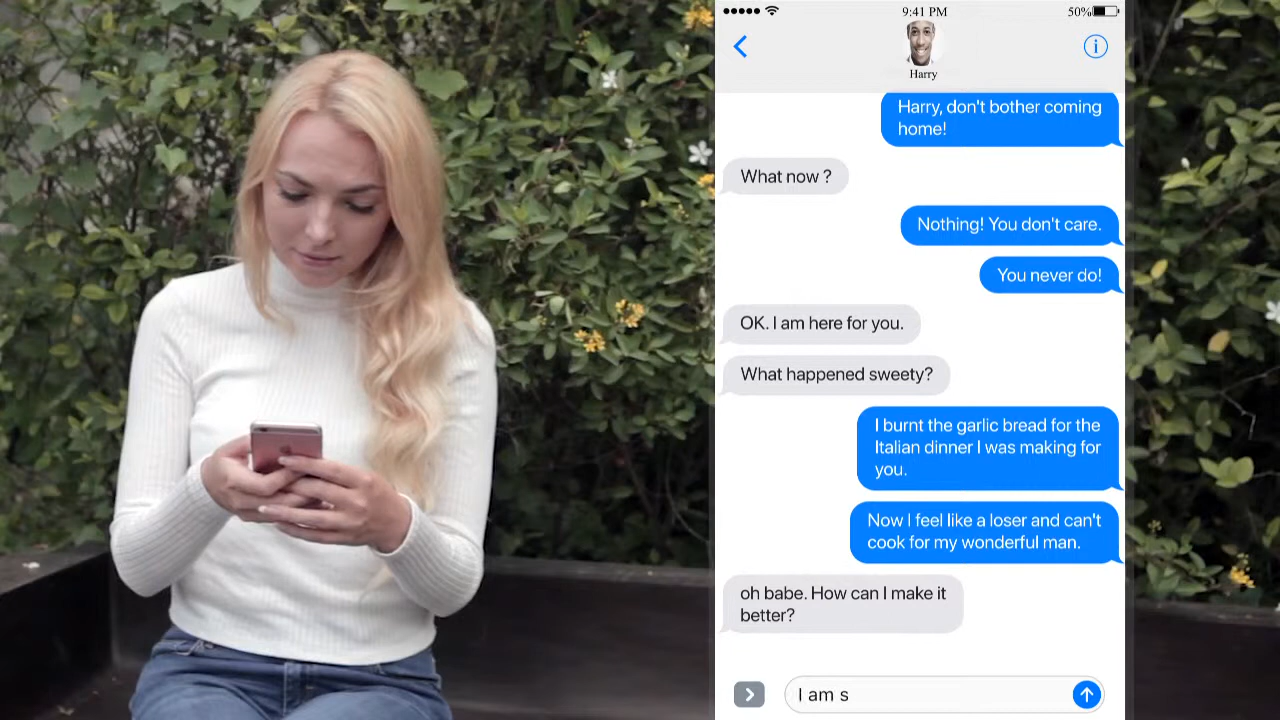 9:41 PM
50%
Harry
Harry, don't bother coming
home!
What now ?
Nothing! You don't care.
You never do!
OK. I am here for you.
What happened sweety?
I burnt the garlic bread for the
Italian dinner I was making for
you.
Now I feel like a loser and can't
cook for my wonderful man.
oh babe. How can I make it
better?
I am s